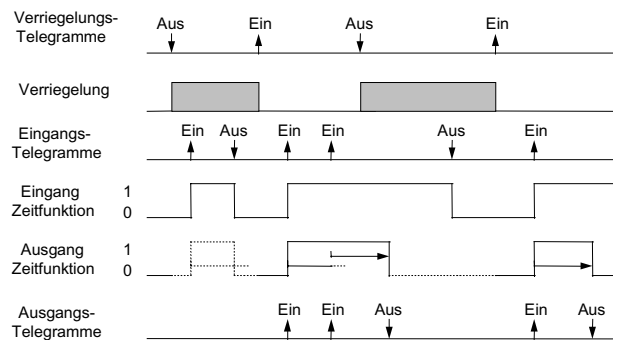 Verriegelungs-
Telegramme
Aus Ein Aus Ein
Verriegelung
Eingangs-
Telegramme
Ein Aus Ein Ein Aus Ein
Eingang
Zeitfunktion
1
0
Ausgang
Zeitfunktion
1
0
Ausgangs-
Telegramme
Ein Ein Aus Ein Aus